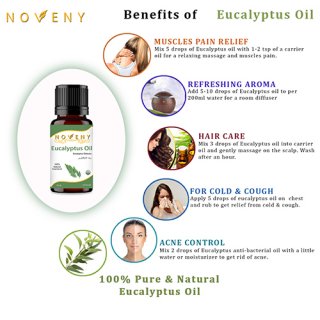 NOVENY
Benefits of Eucalyptus Oil
MUSCLES PAIN RELIEF
Mix 5 drops of Eucalyptus oil with 1-2 tsp of a carrier
oil for a relaxing massage and muscles pain.
REFRESHING AROMA
Add 5-10 drops of Eucalyptus oil to per
200ml water for a room diffuser
HAIR CARE
Mix 3 drops of Eucalyptus oil into carrier
oil and gently massage on the scalp. Wash
after an hour.
FOR COLD & COUGH
Apply 5 drops of eucalyptus oil on chest
and rub to get relief from cold & cough.
ACNE CONTROL
Mix 2 drops of Eucalyptus anti-bacterial oil with a little
water or moisturizer to get rid of acne.
NOVENY
Eucalyptus Oil
100% Pure & Natural
Eucalyptus Oil